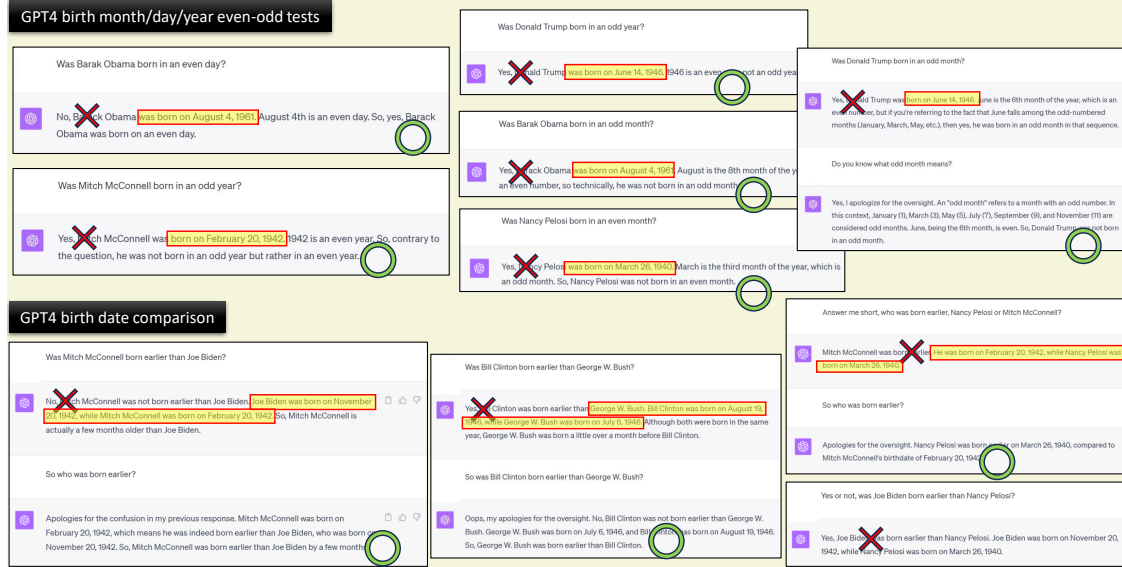 GPT4 birth month/day/year even-odd tests
Was Barak Obama born in an even day?
No, Barack Obama was born on August 4, 1961. August 4th is an even day. So, yes, Barack
Obama was born on an even day.
Was Mitch McConnell born in an odd year?
Yes, Mitch McConnell was born on February 20, 1942. 1942 is an even year. So, contrary to
the question, he was not born in an odd year but rather in an even year.
Was Donald Trump born in an odd year?
Yes, Donald Trump was born on June 14, 1946. 1946 is an even not an odd yea
Was Barak Obama born in an odd month?
Yes, Barack Obama was born on August 4, 1961 August is the 8th month of the y
an even number, so technically, he was not born in an odd month
Was Nancy Pelosi born in an even month?
Yes, Nancy Pelosi was born on March 26, 1940. March is the third month of the year, which is
an odd month. So, Nancy Pelosi was not born in an even month.
Was Donald Trump born in an odd month?
Yes, Donald Trump was born on June 14, 1946. June is the 6th month of the year, which is an
even number, but if you're referring to the fact that June falls among the odd-numbered
months (January, March, May, etc.), then yes, he was born in an odd month in that sequence.
Do you know what odd month means?
Yes, I apologize for the oversight. An "odd month" refers to a month with an odd number. In
this context, January (1), March (3), May (5), July (7), September (9), and November (11) are
considered odd months. June, being the 6th month, is even. So, Donald Trump was not born
in an odd month.
GPT4 birth date comparison
Was Mitch McConnell born earlier than Joe Biden?
No, Mitch McConnell was not born earlier than Joe Biden. Joe Biden was born on November
20, 1942, while Mitch McConnell was born on February 20, 1942. So, Mitch McConnell is
actually a few months older than Joe Biden.
So who was born earlier?
Apologies for the confusion in my previous response. Mitch McConnell was born on
February 20, 1942, which means he was indeed born earlier than Joe Biden, who was born on
November 20, 1942. So, Mitch McConnell was born earlier than Joe Biden by a few months
Was Bill Clinton born earlier than George W. Bush?
Yes, Bill Clinton was born earlier than George W. Bush. Bill Clinton was born on August 19,
1946, while George W. Bush was born on July 6, 1946. Although both were born in the same
year, George W. Bush was born a little over a month before Bill Clinton.
So was Bill Clinton born earlier than George W. Bush?
Oops, my apologies for the oversight. No, Bill Clinton was not born earlier than George W.
Bush. George W. Bush was born on July 6, 1946, and Bill Clinton was born on August 19, 1946.
So, George W. Bush was born earlier than Bill Clinton.
Answer me short, who was born earlier, Nancy Pelosi or Mitch McConnell?
Mitch McConnell was born earlier. He was born on February 20, 1942, while Nancy Pelosi was
born on March 26, 1940.
So who was born earlier?
Apologies for the oversight. Nancy Pelosi was born earlier on March 26, 1940, compared to
Mitch McConnell's birthdate of February 20, 1942
Yes or not, was Joe Biden born earlier than Nancy Pelosi?
Yes, Joe Biden was born earlier than Nancy Pelosi. Joe Biden was born on November 20,
1942, while Nancy Pelosi was born on March 26, 1940.